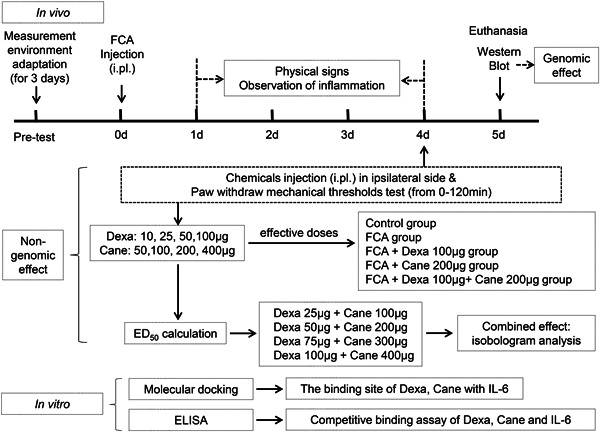 In vivo
Measurement
environment
adaptation
(for 3 days)
FCA
Injection
(i.pl.)
Physical signs
Observation of inflammation
Euthanasia
Western
Blot
Genomic
effect
Pre-test
0d
1d
2d
3d
4d
5d
Chemicals injection (i.pl.) in ipsilateral side &
Paw withdraw mechanical thresholds test (from 0-120min)
Non-
genomic
effect
Dexa: 10, 25, 50,100μg
Cane: 50,100, 200, 400μg
effective doses
Control group
FCA group
FCA + Dexa 100μg group
FCA + Cane 200μg group
FCA + Dexa 100μg+ Cane 200μg group
ED50 calculation
Dexa 25μg + Cane 100μg
Dexa 50μg + Cane 200μg
Dexa 75μg + Cane 300μg
Dexa 100μg + Cane 400μg
Combined effect:
isobologram analysis
In vitro
Molecular docking
The binding site of Dexa, Cane with IL-6
ELISA
Competitive binding assay of Dexa, Cane and IL-6